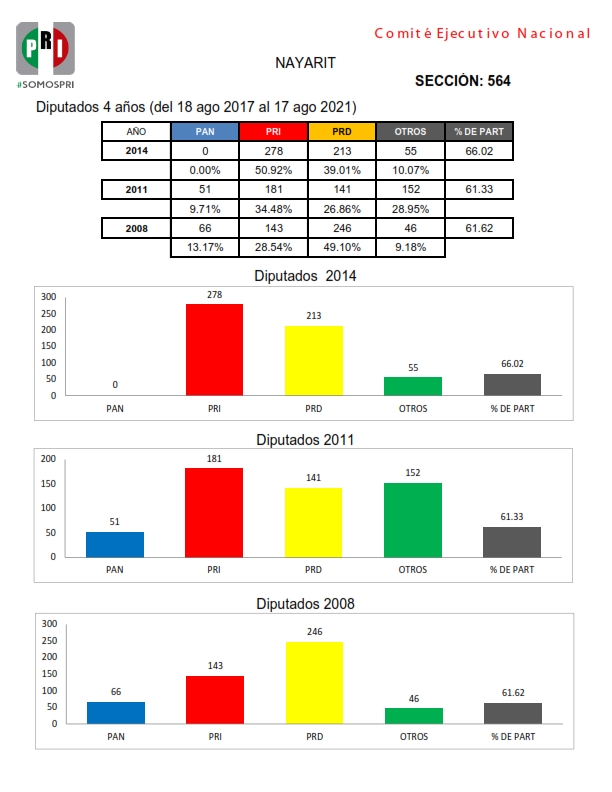 Comité Ejecutivo Nacional
PRI
#SOMOSPRI
NAYARIT
SECCIÓN: 564
Diputados 4 años (del 18 ago 2017 al 17 ago 2021)
AÑO PAN PRI PRD OTROS % DE PART
2014 0 278 213 55 66.02
0.00% 50.92% 39.01% 10.07%
2011 51 181 141 152 61.33
9.71% 34.48% 26.86% 28.95%
2008 66 143 246 46 61.62
13.17% 28.54% 49.10% 9.18%
Diputados 2014
300
250
200
150
100
50
0
0 278 213 55 66.02
PAN PRI PRD OTROS % DE PART
Diputados 2011
200
150
100
50
0
51 181 141 152 61.33
PAN PRI PRD OTROS % DE PART
Diputados 2008
300
250
200
150
100
50
0
66 143 246 46 61.62
PAN PRI PRD OTROS % DE PART